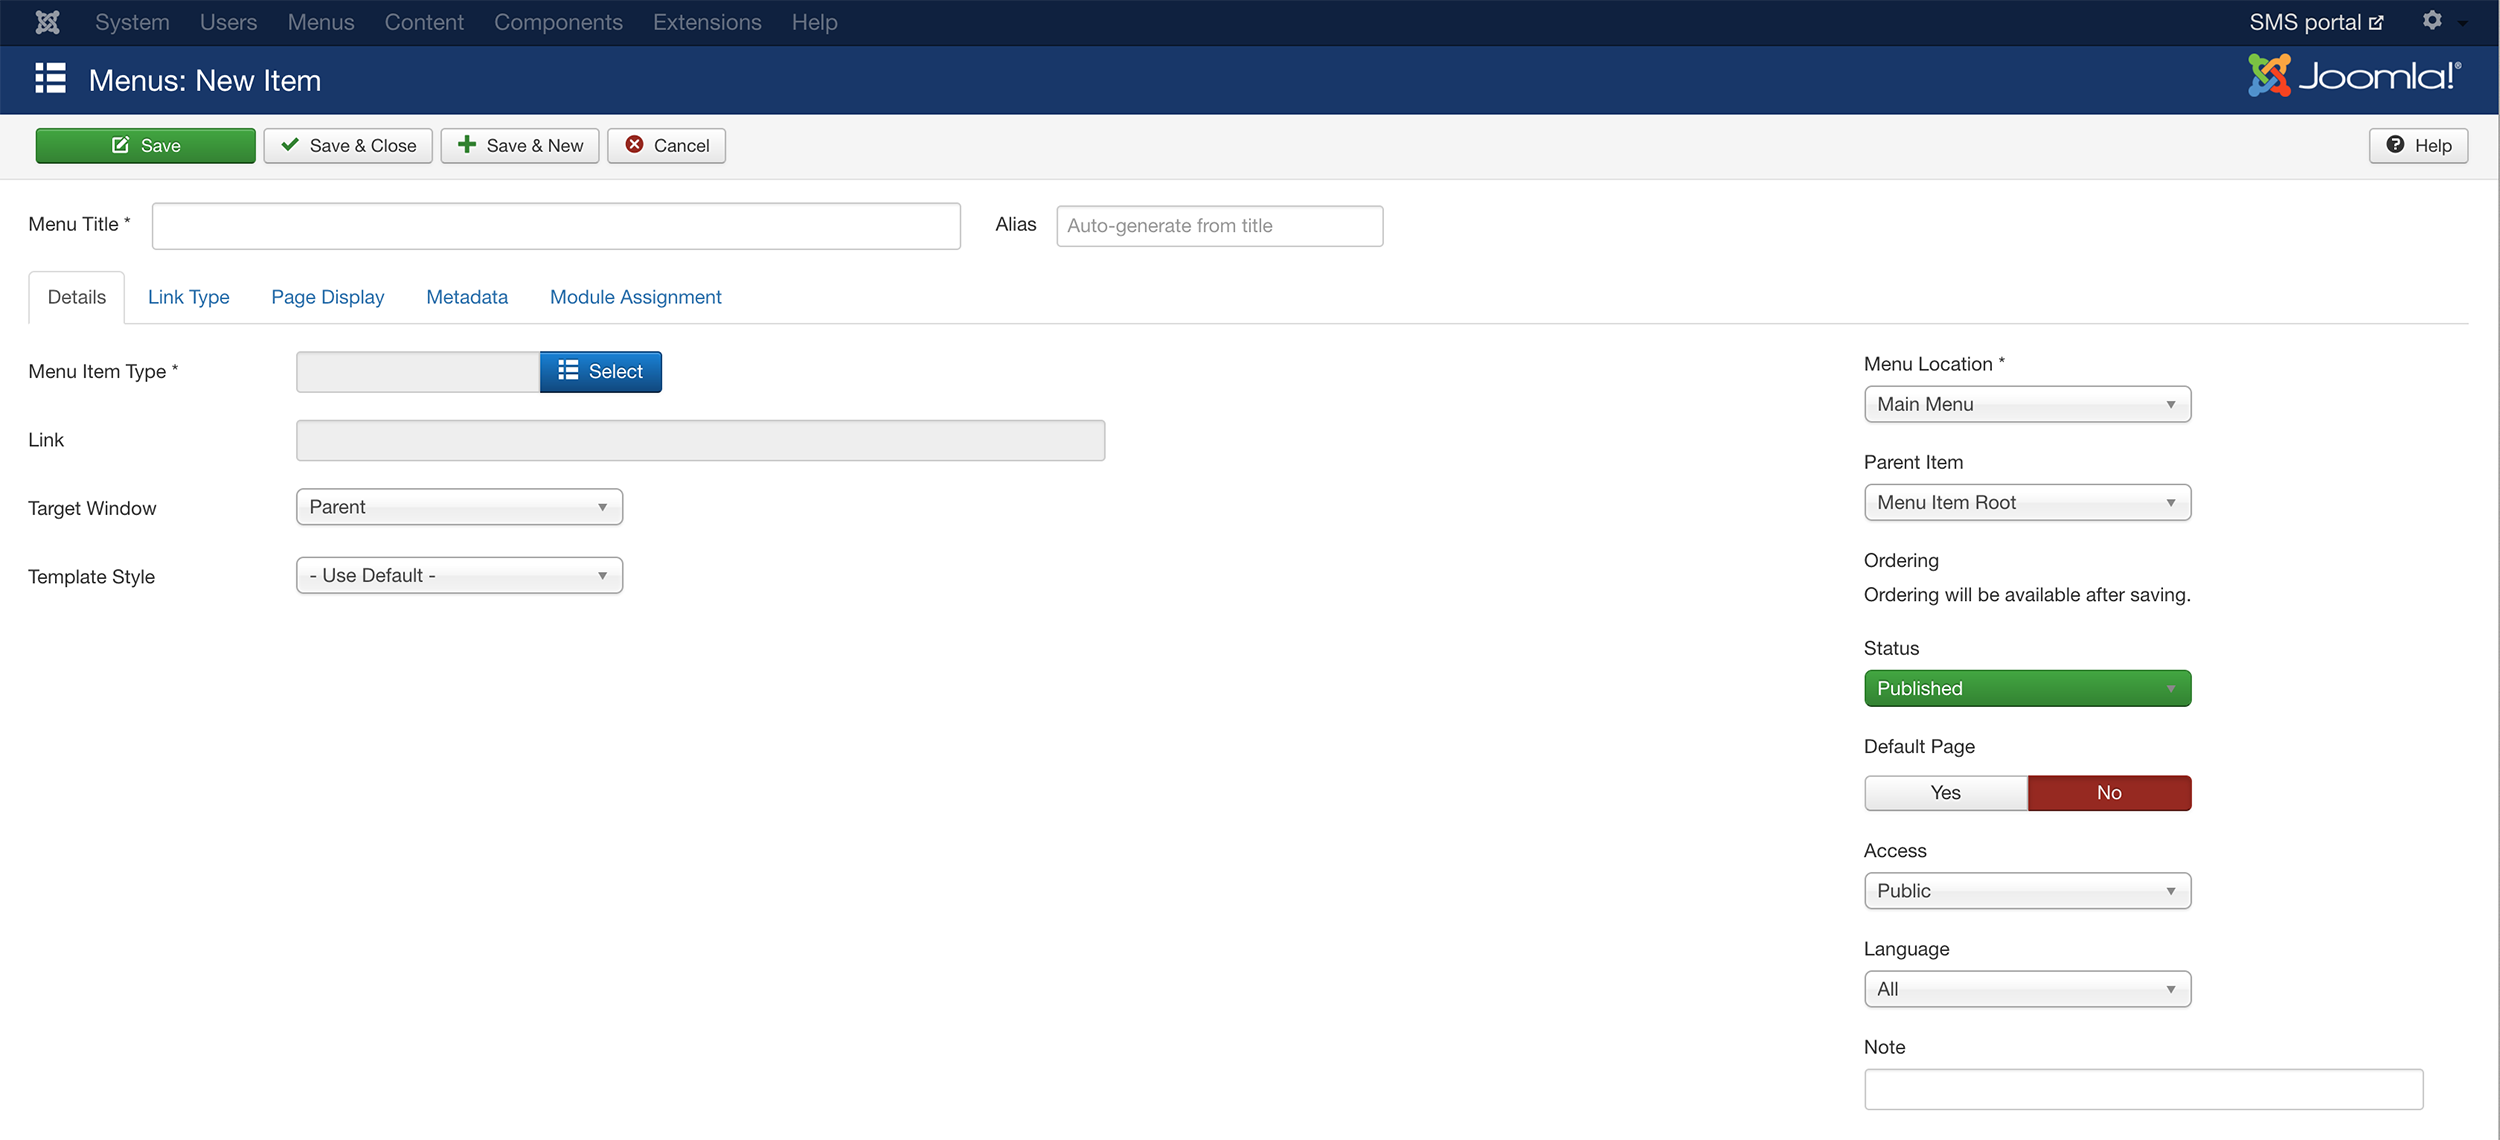 System Users Menus Content Components Extensions Help SMS portal
Menus: New Item Joomla!®
Save Save & Close Save & New Cancel Help
Menu Title * Alias Auto-generate from title
Details Link Type Page Display Metadata Module Assignment
Menu Item Type * Select
Link
Target Window Parent
Template Style - Use Default -
Menu Location *
Main Menu
Parent Item
Menu Item Root
Ordering
Ordering will be available after saving.
Status
Published
Default Page
Yes No
Access
Public
Language
All
Note